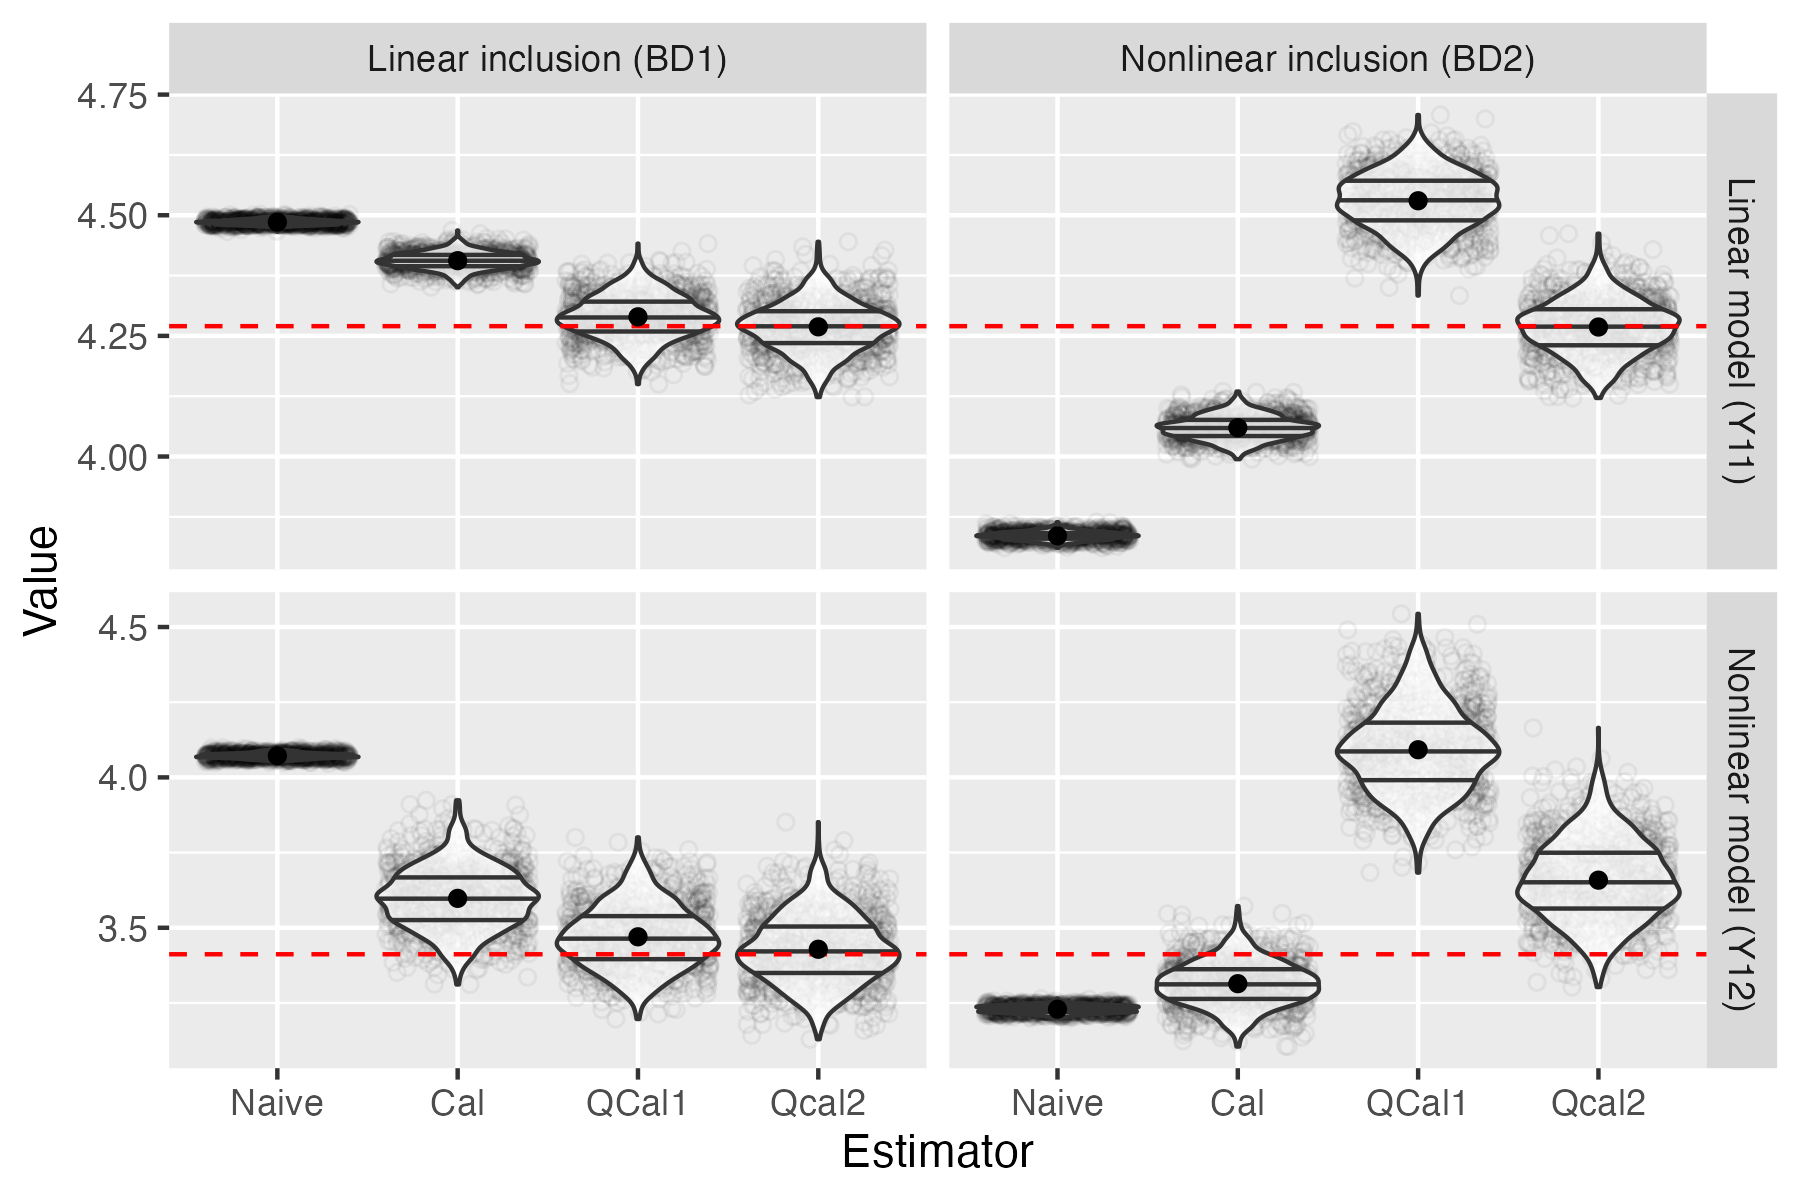 Linear inclusion (BD1)
Nonlinear inclusion (BD2)
4.75
4.50
4.25
4.00
Linear model (Y11)
Value
4.5
4.0
3.5
Nonlinear model (Y12)
Naive Cal QCal1 Qcal2
Naive Cal QCal1 Qcal2
Estimator